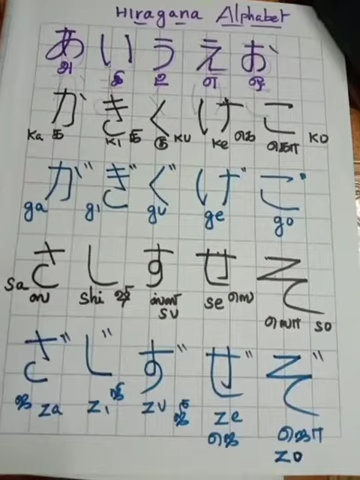 HIRAGANA ALPHABET
あ い う え お
அ இ உ எ ஒ
か き く け こ
ka க kI கி கு ku ke கெ கொ ko
が ぎ ぐ げ ご
ga gi gu ge go
さ し す せ そ
sa ஸ shi ஷி ஸு su se ஸெ ஸொ so
ざ じ ず ぜ ぞ
ஜ za zi ஜி zu ஜு ze ஜெ ஜொ zo